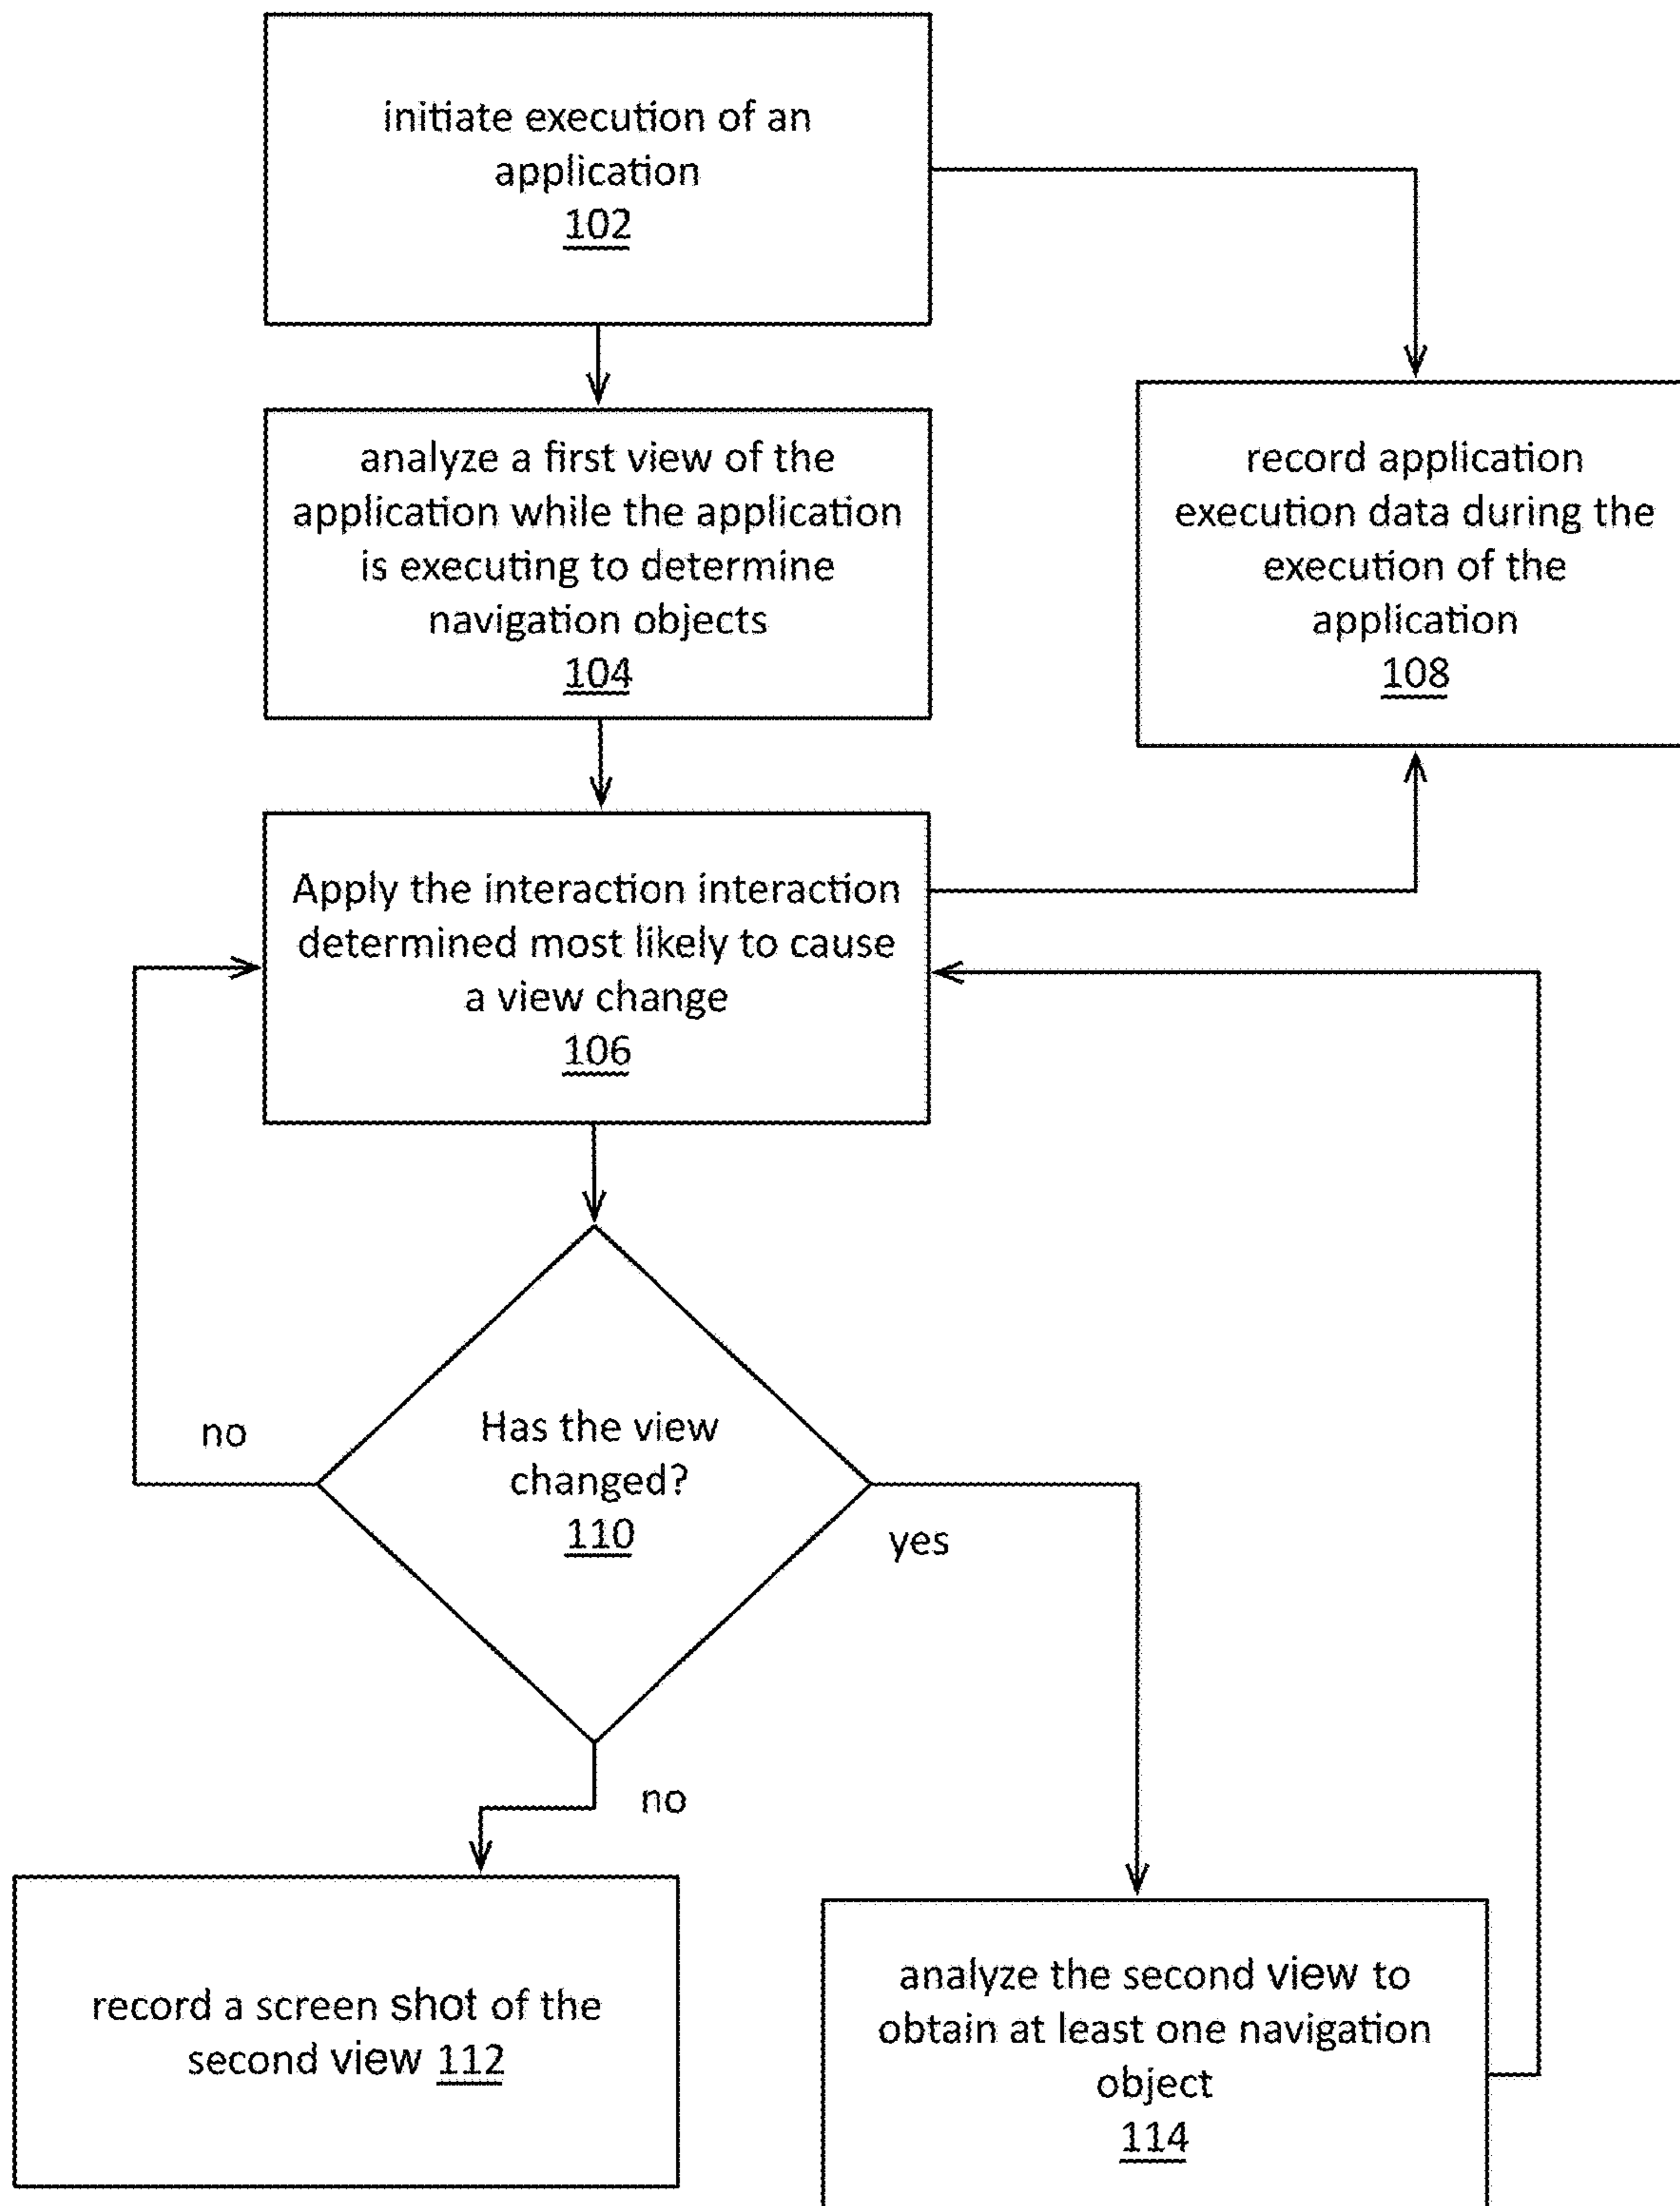 initiate execution of an
application
102
analyze a first view of the
application while the application
is executing to determine
navigation objects
104
record application
execution data during the
execution of the
application
108
Apply the interaction interaction
determined most likely to cause
a view change
106
no
Has the view
changed?
110
yes
no
record a screen shot of the
second view 112
analyze the second view to
obtain at least one navigation
object
114